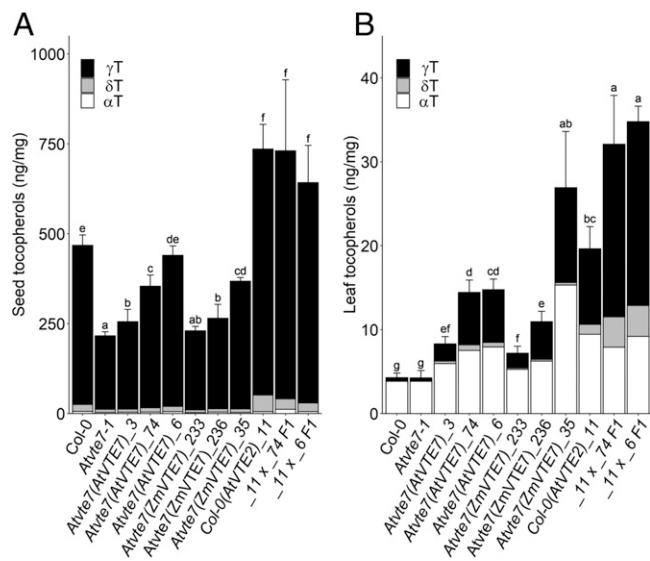 A
B
Seed tocopherols (ng/mg)
1000
750
500
250
0
γT
δT
αT
e
a
b
c
de
ab
b
cd
f
f
f
Col-0
Atvte7-1
Atvte7(AtVTE7)_3
Atvte7(AtVTE7)_74
Atvte7(AtVTE7)_6
Atvte7(ZmVTE7)_233
Atvte7(ZmVTE7)_236
Atvte7(ZmVTE7)_35
Col-0(AtVTE2)_11
_11 x _74 F1
_11 x _6 F1
Leaf tocopherols (ng/mg)
40
30
20
10
0
γT
δT
αT
g
g
ef
d
cd
f
e
ab
bc
a
a
Col-0
Atvte7-1
Atvte7(AtVTE7)_3
Atvte7(AtVTE7)_74
Atvte7(AtVTE7)_6
Atvte7(ZmVTE7)_233
Atvte7(ZmVTE7)_236
Atvte7(ZmVTE7)_35
Col-0(AtVTE2)_11
_11 x _74 F1
_11 x _6 F1